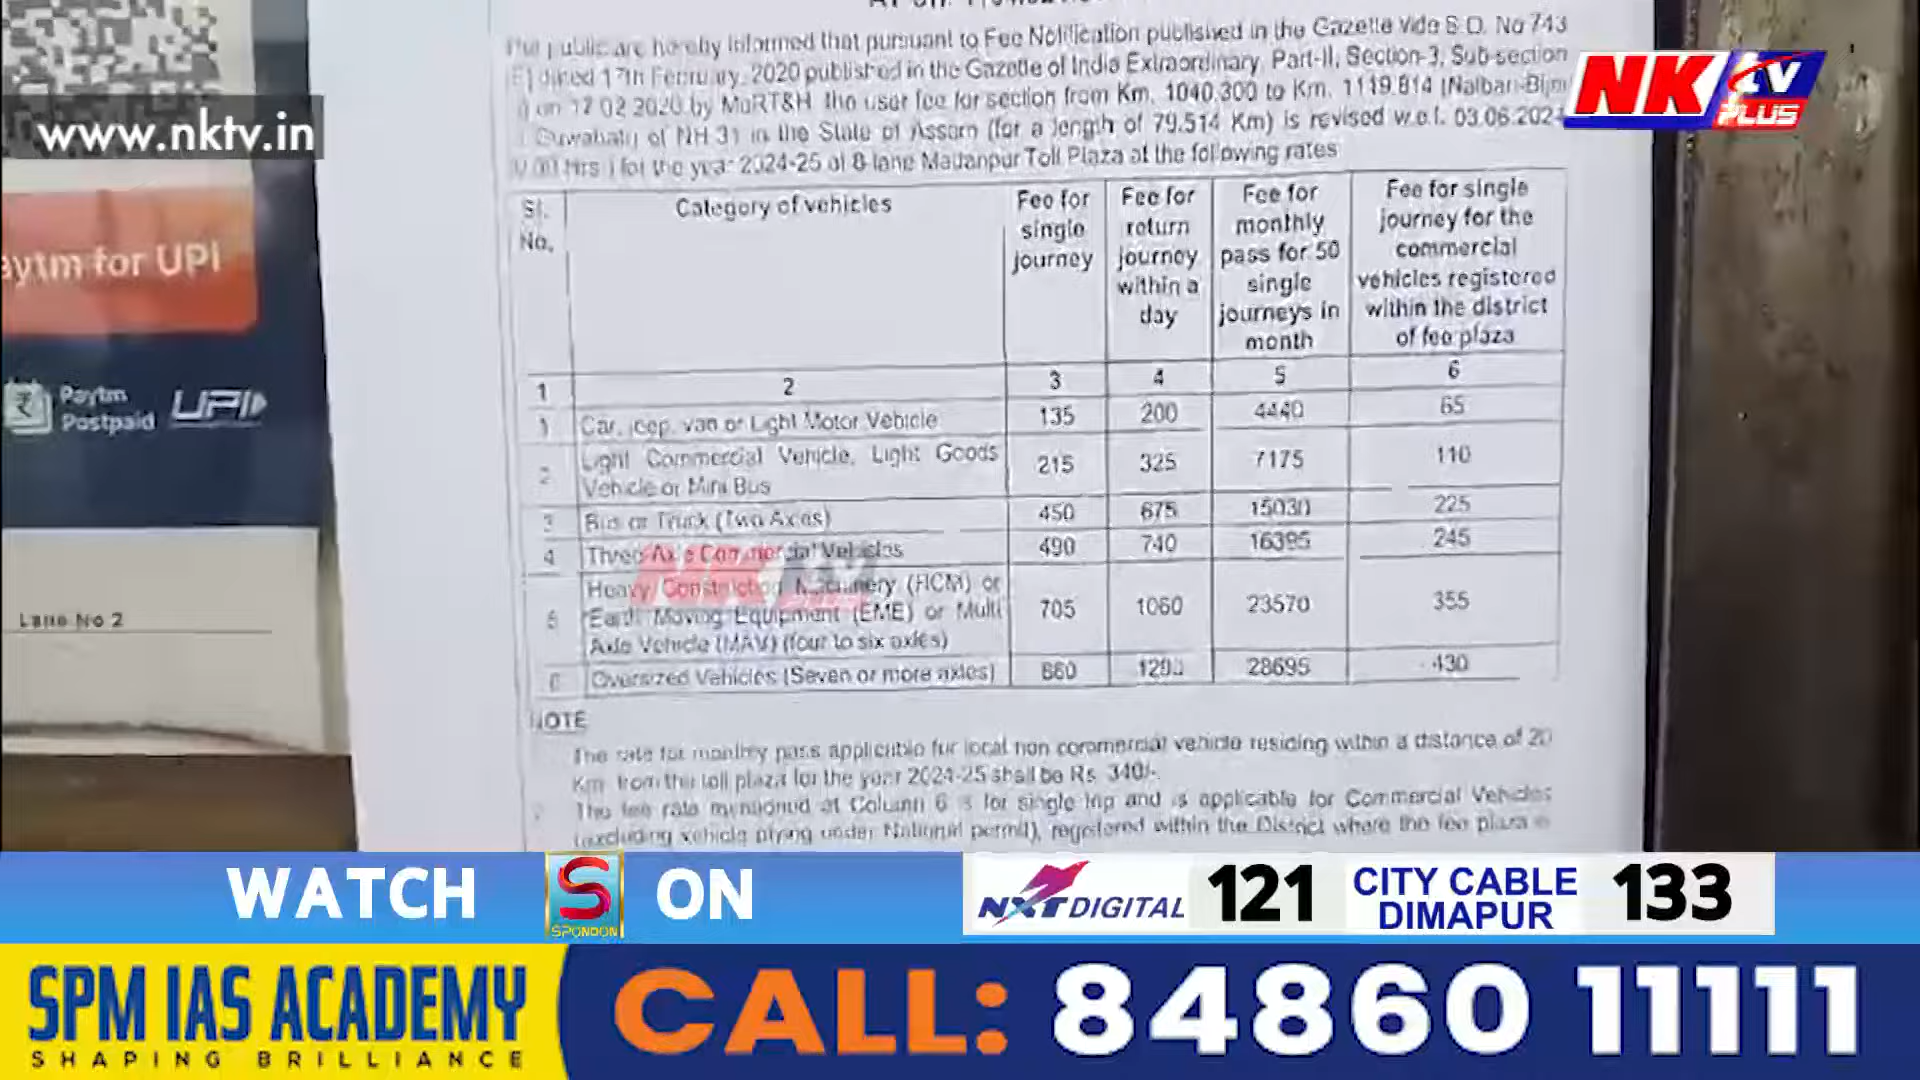 The public are hereby informed that pursuant to Fee Notification published in the Gazette Vide S.O. No 743
dated 17th February, 2020 published in the Gazette of India Extraordinary, Part-II, Section-3, Sub-section
on 17.02.2020 by MoRT&H, the user fee for section from Km. 1040.300 to Km. 1119.814 (Nalbari-Bijni
Guwahati of NH-31 in the State of Assam (for a length of 79.514 Km) is revised w.e.f. 03.06.2024
Hrs ) for the year 2024-25 at 8-lane Madanpur Toll Plaza at the following rates
NK TV PLUS
www.nktv.in
aytm for UPI
Paytm Postpaid UPI
Lane No 2
Sl. No. | Category of vehicles | Fee for single journey | Fee for return journey within a day | Fee for monthly pass for 50 single journeys in month | Fee for single journey for the commercial vehicles registered within the district of fee plaza
1 | 2 | 3 | 4 | 5 | 6
1 | Car, jeep, van or Light Motor Vehicle | 135 | 200 | 4440 | 65
2 | Light Commercial Vehicle, Light Goods Vehicle or Mini Bus | 215 | 325 | 7175 | 110
3 | Bus or Truck (Two Axles) | 450 | 675 | 15030 | 225
4 | Three Axle Commercial Vehicles | 490 | 740 | 16395 | 245
5 | Heavy Construction Machinery (HCM) or Earth Moving Equipment (EME) or Multi Axle Vehicle (MAV) (four to six axles) | 705 | 1060 | 23570 | 355
6 | Oversized Vehicles (Seven or more axles) | 860 | | 28695 | 430
NOTE
The rate for monthly pass applicable for local non commercial vehicle residing within a distance of 20
Km from the toll plaza for the year 2024-25 shall be Rs. 340/-.
2 The fee rate mentioned at Column 6 is for single trip and is applicable for Commercial Vehicles
(excluding vehicle plying under National permit), registered within the District where the fee plaza
WATCH S SPONDON ON
NXT DIGITAL 121 CITY CABLE DIMAPUR 133
SPM IAS ACADEMY
SHAPING BRILLIANCE
CALL: 84860 11111